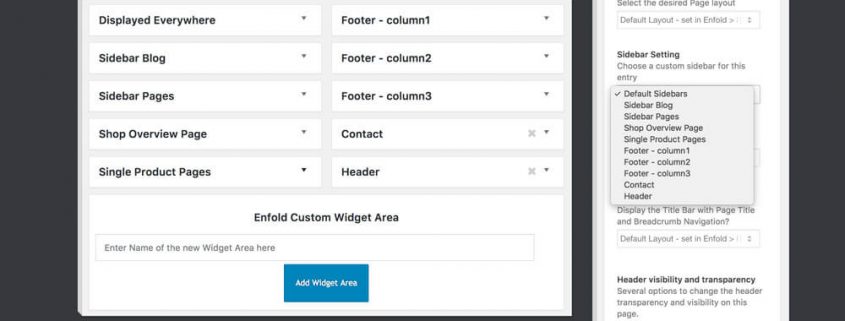 Displayed Everywhere
Footer - column1
Sidebar Blog
Footer - column2
Sidebar Pages
Footer - column3
Shop Overview Page
Contact
Single Product Pages
Header
Enfold Custom Widget Area
Enter Name of the new Widget Area here
Add Widget Area
Select the desired Page layout
Default Layout - set in Enfold >
Sidebar Setting
Choose a custom sidebar for this
entry
✓ Default Sidebars
Sidebar Blog
Sidebar Pages
Shop Overview Page
Single Product Pages
Footer - column1
Footer - column2
Footer - column3
Contact
Header
Display the Title Bar with Page Title
and Breadcrumb Navigation?
Default Layout - set in Enfold >
Header visibility and transparency
Several options to change the header
transparency and visibility on this
page.